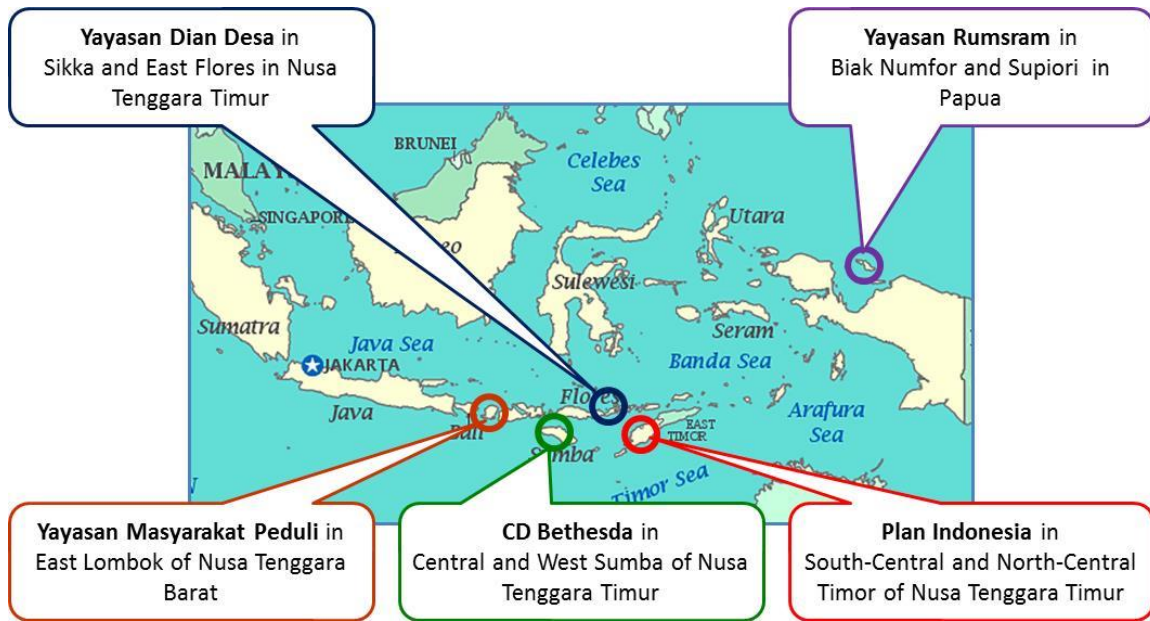 Yayasan Dian Desa in
Sikka and East Flores in Nusa
Tenggara Timur
Yayasan Rumsram in
Biak Numfor and Supiori in
Papua
BRUNEI
Celebes
Sea
SINGAPORE
Utara
Sulewesi
Sumatra
Seram
Java Sea
Banda Sea
JAKARTA
Flores
Java
Arafura
Sea
EAST
TIMOR
Bali
Sumba
Timor Sea
Yayasan Masyarakat Peduli in
East Lombok of Nusa Tenggara
Barat
CD Bethesda in
Central and West Sumba of Nusa
Tenggara Timur
Plan Indonesia in
South-Central and North-Central
Timor of Nusa Tenggara Timur